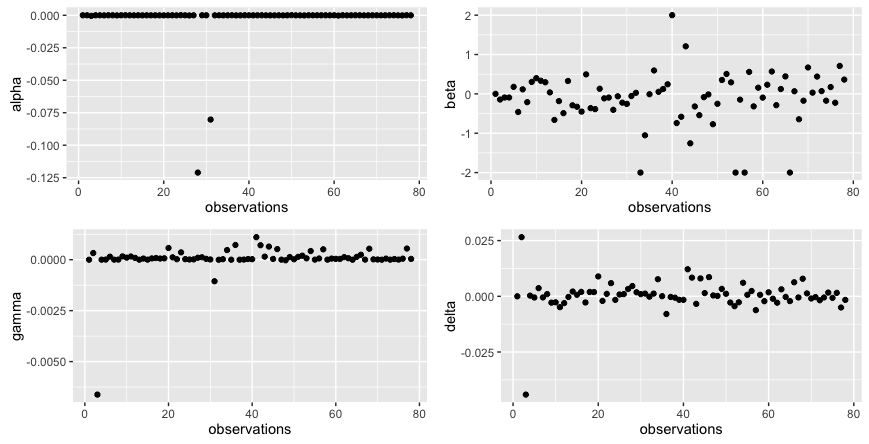 0.000
-0.025
-0.050
-0.075
-0.100
-0.125
alpha
0 20 40 60 80
observations
2
1
0
-1
-2
beta
0 20 40 60 80
observations
0.0000
-0.0025
-0.0050
gamma
0 20 40 60 80
observations
0.025
0.000
-0.025
delta
0 20 40 60 80
observations